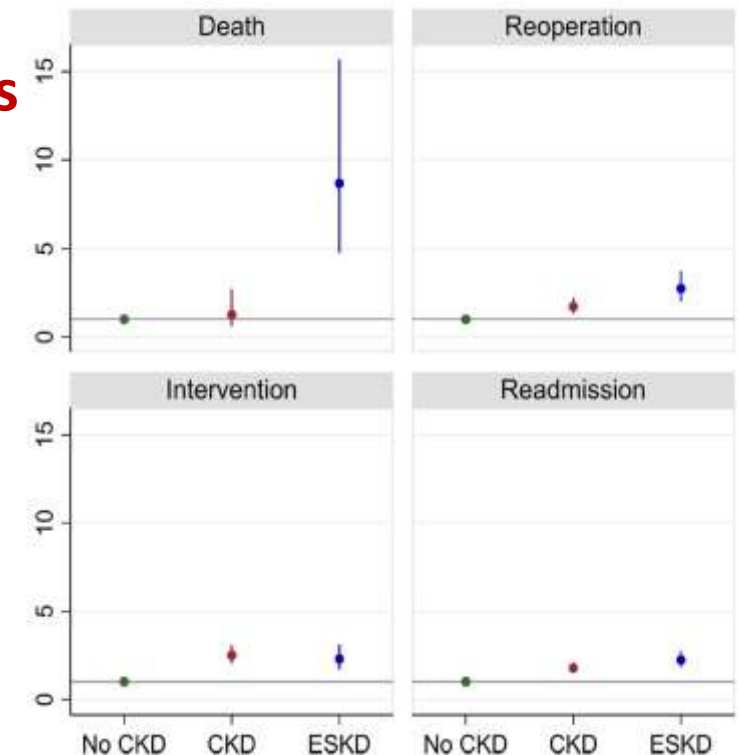 Death
Reoperation
s
15
10
5
0
Intervention
Readmission
15
10
5
0
No CKD CKD ESKD No CKD CKD ESKD